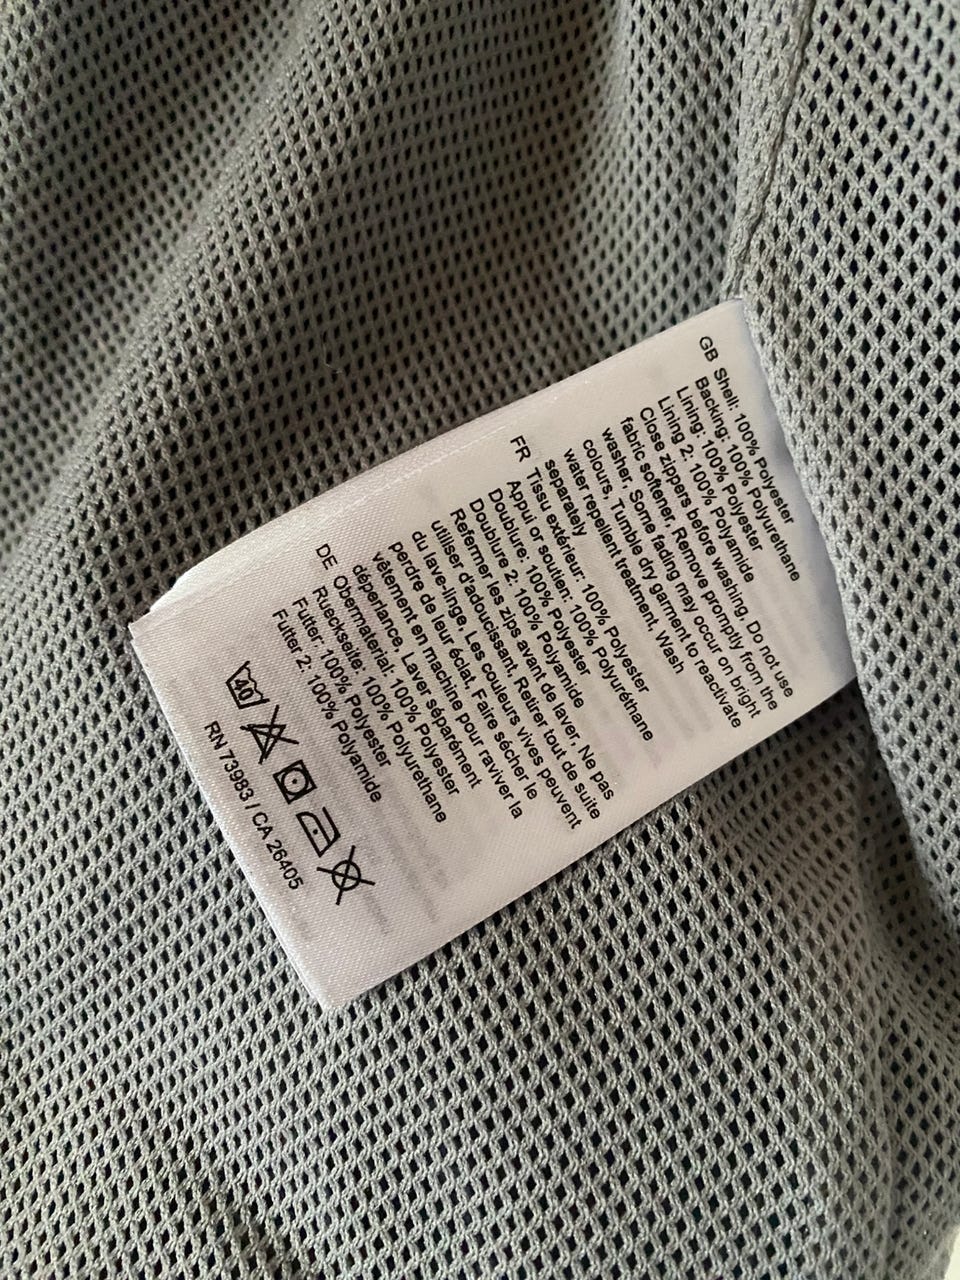 GB Shell: 100% Polyester
Backing: 100% Polyurethane
Lining: 100% Polyester
Lining 2: 100% Polyamide
Close zippers before washing, Do not use
fabric softener, Remove promptly from the
washer, Some fading may occur on bright
colours, Tumble dry garment to reactivate
water repellent treatment, Wash
separately
FR Tissu extérieur: 100% Polyester
Appui or soutien: 100% Polyuréthane
Doublure: 100% Polyester
Doublure 2: 100% Polyamide
Refermer les zips avant de laver, Ne pas
utiliser d'adoucissant, Retirer tout de suite
du lave-linge, Les couleurs vives peuvent
perdre de leur éclat, Faire sécher le
vêtement en machine pour raviver la
déperlance, Laver séparément
DE Obermaterial: 100% Polyester
Rueckseite: 100% Polyurethane
Futter: 100% Polyester
Futter 2: 100% Polyamide
40
RN 73983 / CA 26405